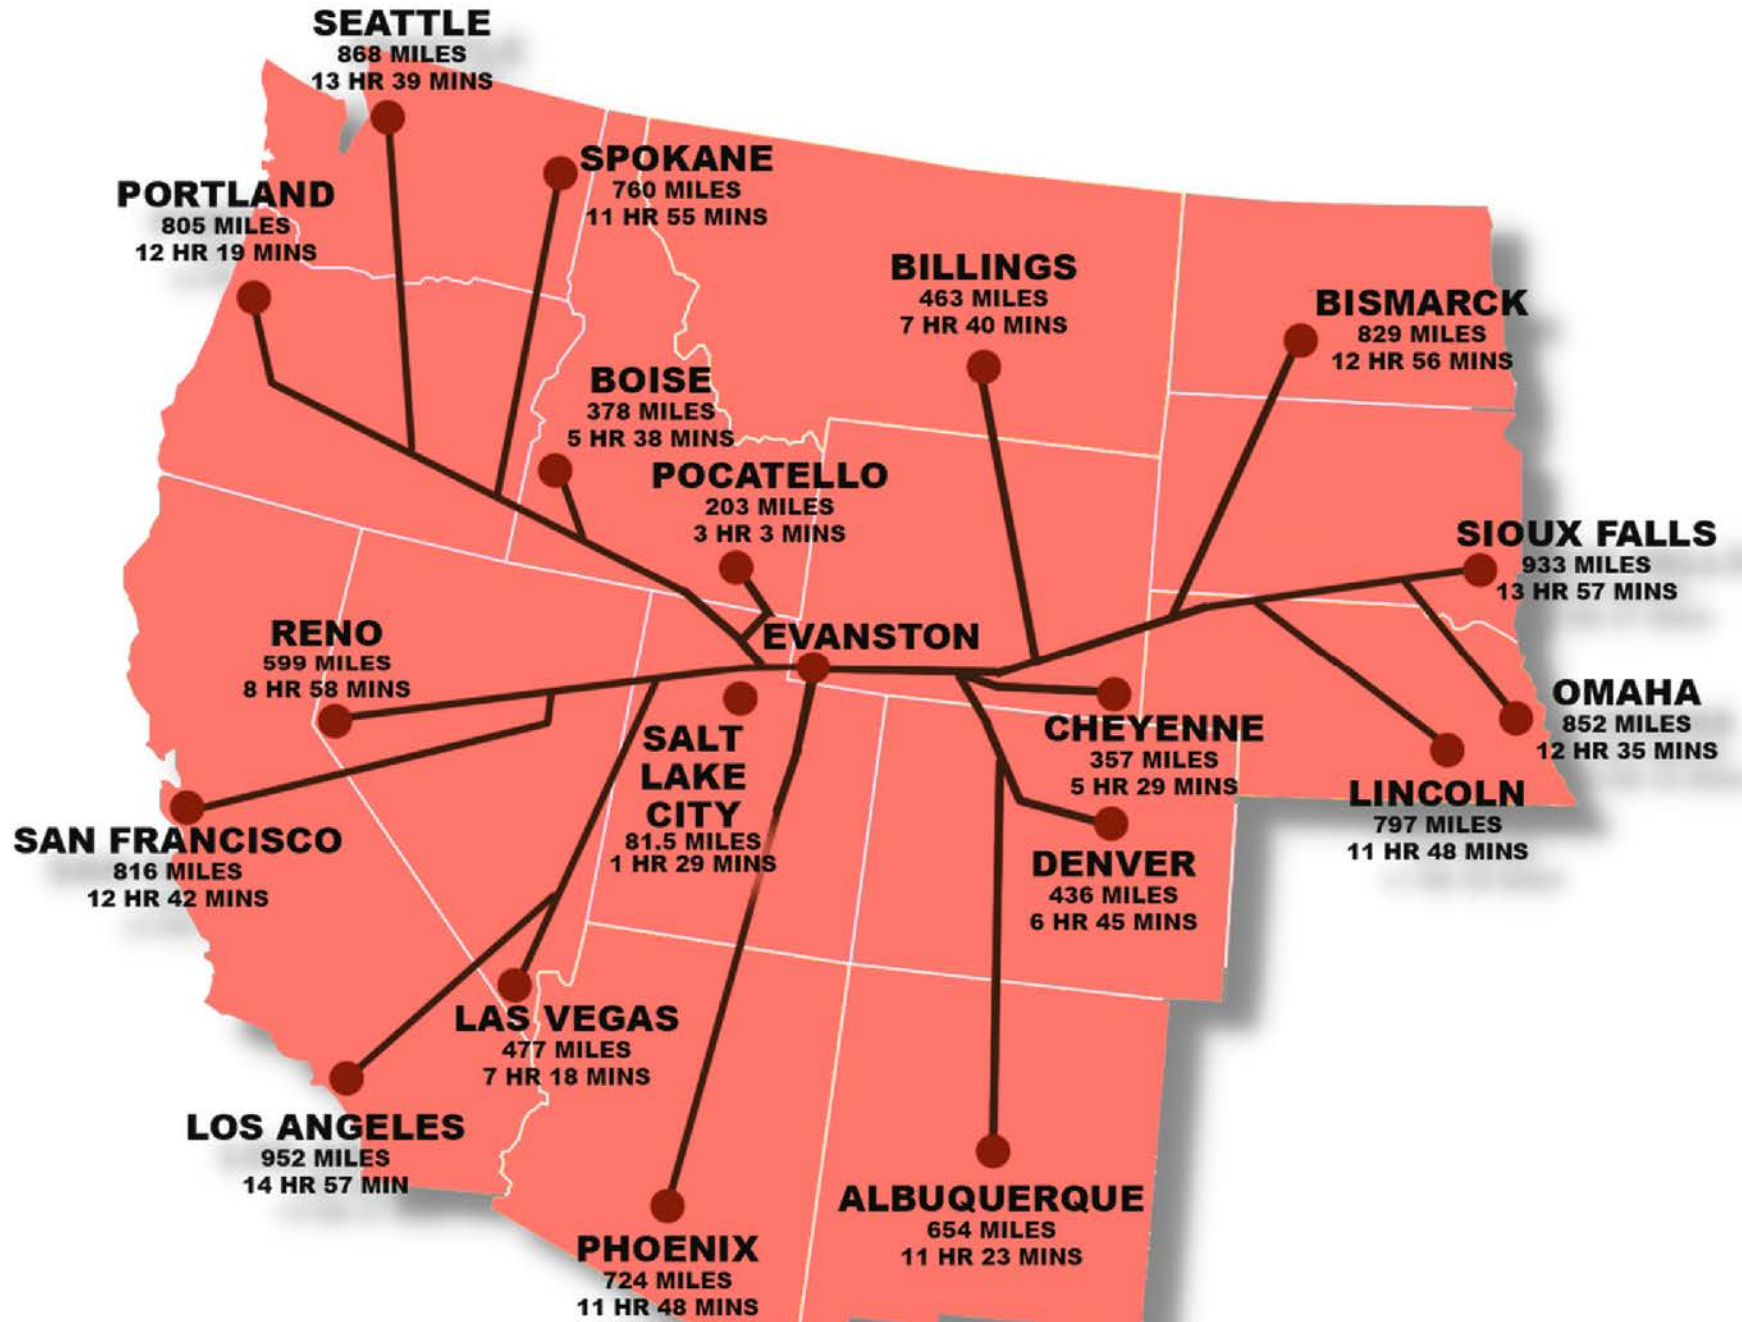 SEATTLE
868 MILES
13 HR 39 MINS
SPOKANE
760 MILES
11 HR 55 MINS
PORTLAND
805 MILES
12 HR 19 MINS
BILLINGS
463 MILES
7 HR 40 MINS
BISMARCK
829 MILES
12 HR 56 MINS
BOISE
378 MILES
5 HR 38 MINS
POCATELLO
203 MILES
3 HR 3 MINS
SIOUX FALLS
933 MILES
13 HR 57 MINS
RENO
599 MILES
8 HR 58 MINS
EVANSTON
OMAHA
852 MILES
12 HR 35 MINS
SALT
LAKE
CITY
81.5 MILES
1 HR 29 MINS
CHEYENNE
357 MILES
5 HR 29 MINS
LINCOLN
797 MILES
11 HR 48 MINS
SAN FRANCISCO
816 MILES
12 HR 42 MINS
DENVER
436 MILES
6 HR 45 MINS
LAS VEGAS
477 MILES
7 HR 18 MINS
LOS ANGELES
952 MILES
14 HR 57 MIN
ALBUQUERQUE
654 MILES
11 HR 23 MINS
PHOENIX
724 MILES
11 HR 48 MINS